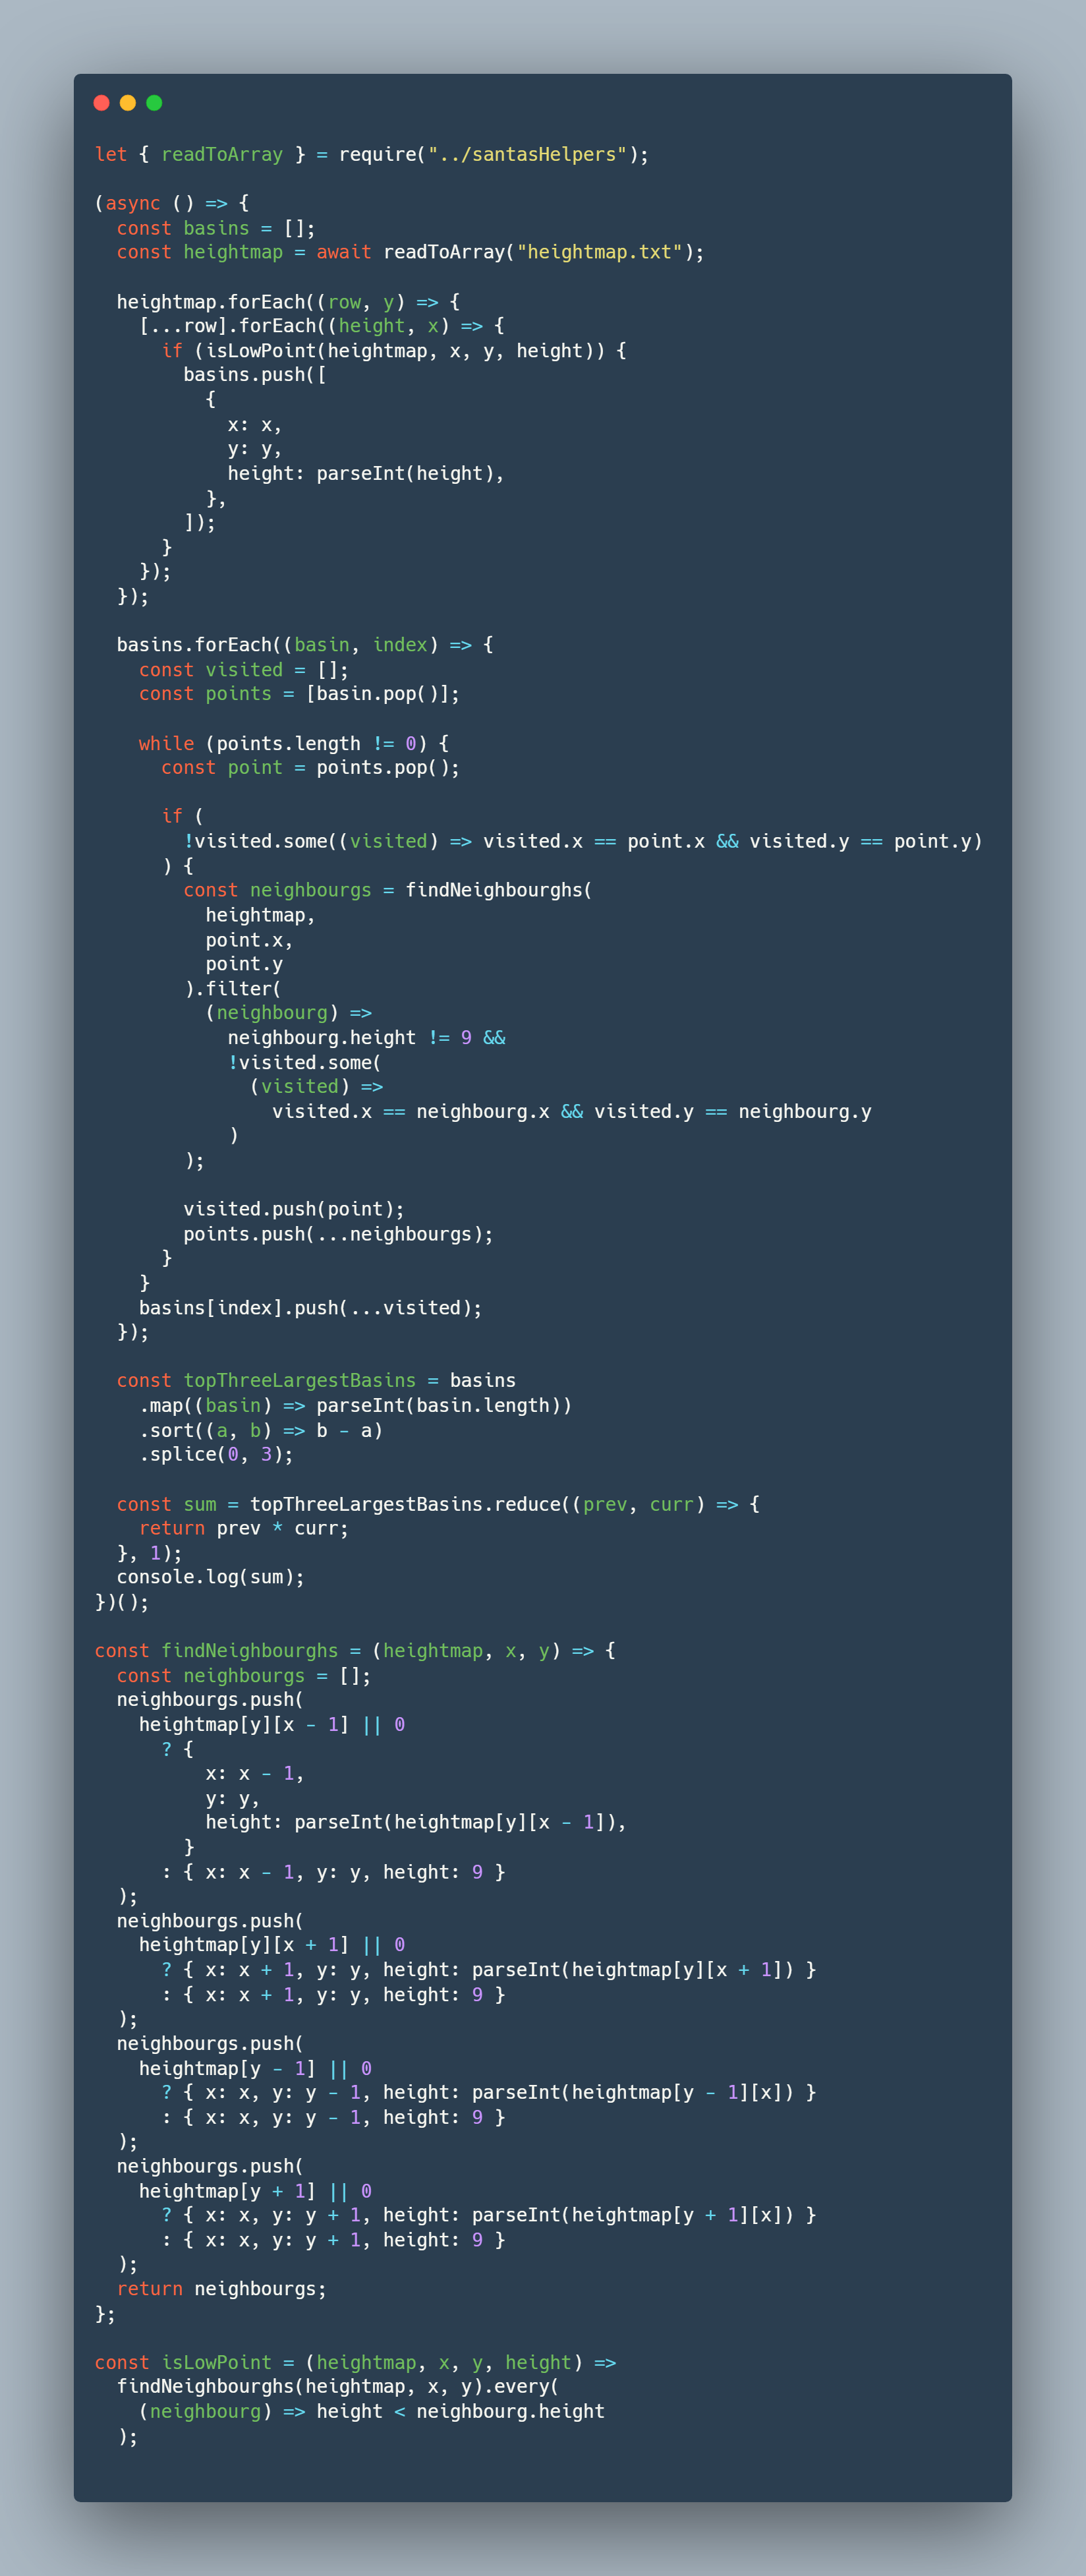 let { readToArray } = require("../santasHelpers");

(async () => {
  const basins = [];
  const heightmap = await readToArray("heightmap.txt");

  heightmap.forEach((row, y) => {
    [...row].forEach((height, x) => {
      if (isLowPoint(heightmap, x, y, height)) {
        basins.push([
          {
            x: x,
            y: y,
            height: parseInt(height),
          },
        ]);
      }
    });
  });

  basins.forEach((basin, index) => {
    const visited = [];
    const points = [basin.pop()];

    while (points.length != 0) {
      const point = points.pop();

      if (
        !visited.some((visited) => visited.x == point.x && visited.y == point.y)
      ) {
        const neighbourgs = findNeighbourghs(
          heightmap,
          point.x,
          point.y
        ).filter(
          (neighbourg) =>
            neighbourg.height != 9 &&
            !visited.some(
              (visited) =>
                visited.x == neighbourg.x && visited.y == neighbourg.y
            )
        );

        visited.push(point);
        points.push(...neighbourgs);
      }
    }
    basins[index].push(...visited);
  });

  const topThreeLargestBasins = basins
    .map((basin) => parseInt(basin.length))
    .sort((a, b) => b - a)
    .splice(0, 3);

  const sum = topThreeLargestBasins.reduce((prev, curr) => {
    return prev * curr;
  }, 1);
  console.log(sum);
})();

const findNeighbourghs = (heightmap, x, y) => {
  const neighbourgs = [];
  neighbourgs.push(
    heightmap[y][x - 1] || 0
      ? {
          x: x - 1,
          y: y,
          height: parseInt(heightmap[y][x - 1]),
        }
      : { x: x - 1, y: y, height: 9 }
  );
  neighbourgs.push(
    heightmap[y][x + 1] || 0
      ? { x: x + 1, y: y, height: parseInt(heightmap[y][x + 1]) }
      : { x: x + 1, y: y, height: 9 }
  );
  neighbourgs.push(
    heightmap[y - 1] || 0
      ? { x: x, y: y - 1, height: parseInt(heightmap[y - 1][x]) }
      : { x: x, y: y - 1, height: 9 }
  );
  neighbourgs.push(
    heightmap[y + 1] || 0
      ? { x: x, y: y + 1, height: parseInt(heightmap[y + 1][x]) }
      : { x: x, y: y + 1, height: 9 }
  );
  return neighbourgs;
};

const isLowPoint = (heightmap, x, y, height) =>
  findNeighbourghs(heightmap, x, y).every(
    (neighbourg) => height < neighbourg.height
  );